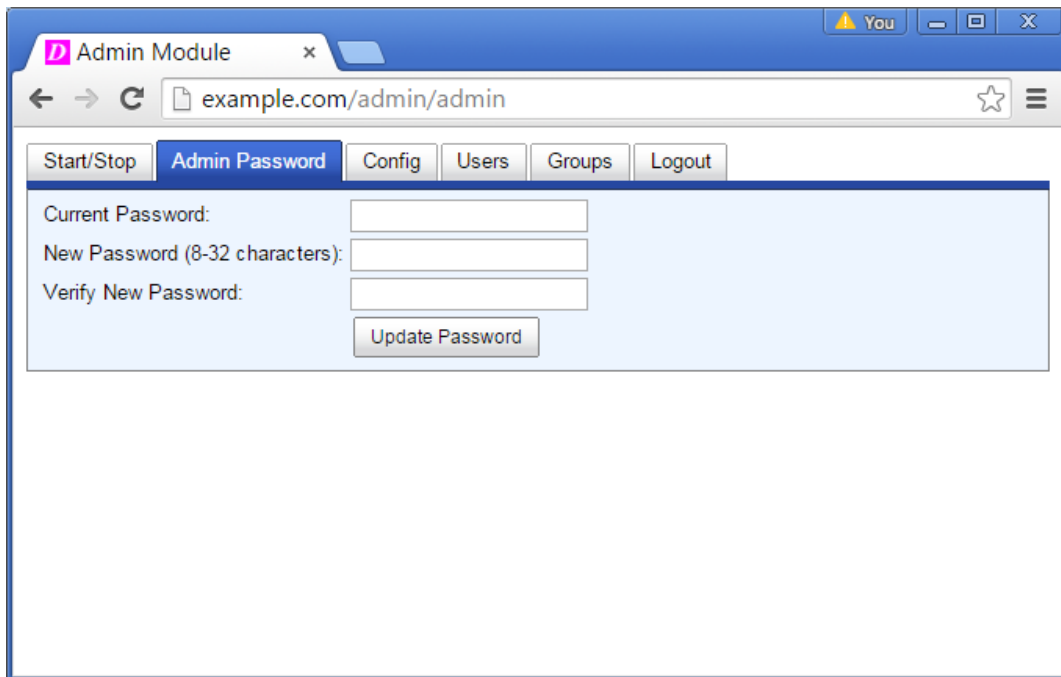 You
D Admin Module
example.com/admin/admin
Start/Stop Admin Password Config Users Groups Logout
Current Password:
New Password (8-32 characters):
Verify New Password:
Update Password